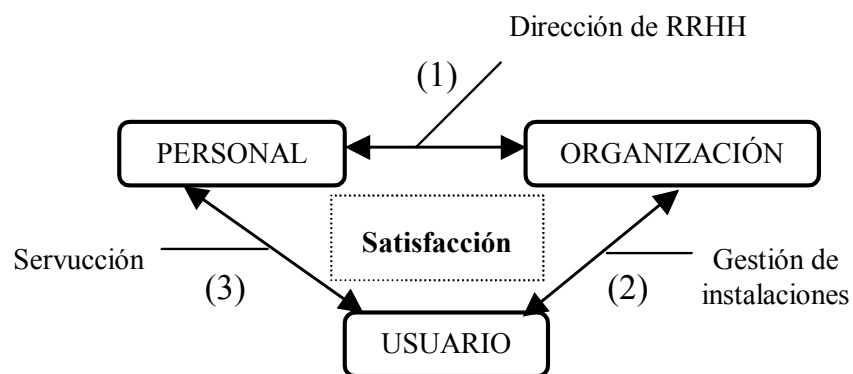 Dirección de RRHH
(1)
PERSONAL
ORGANIZACIÓN
Satisfacción
Servucción
(3)
(2)
Gestión de
instalaciones
USUARIO